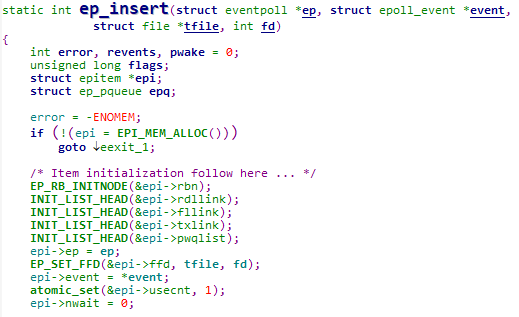 static int ep_insert(struct eventpoll *ep, struct epoll_event *event,
struct file *tfile, int fd)
{
int error, revents, pwake = 0;
unsigned long flags;
struct epitem *epi;
struct ep_pqueue epq;
error = -ENOMEM;
if (!(epi = EPI_MEM_ALLOC()))
goto ↓eexit_1;
/* Item initialization follow here ... */
EP_RB_INITNODE(&epi->rbn);
INIT_LIST_HEAD(&epi->rdllink);
INIT_LIST_HEAD(&epi->fllink);
INIT_LIST_HEAD(&epi->txlink);
INIT_LIST_HEAD(&epi->pwqlist);
epi->ep = ep;
EP_SET_FFD(&epi->ffd, tfile, fd);
epi->event = *event;
atomic_set(&epi->usecnt, 1);
epi->nwait = 0;